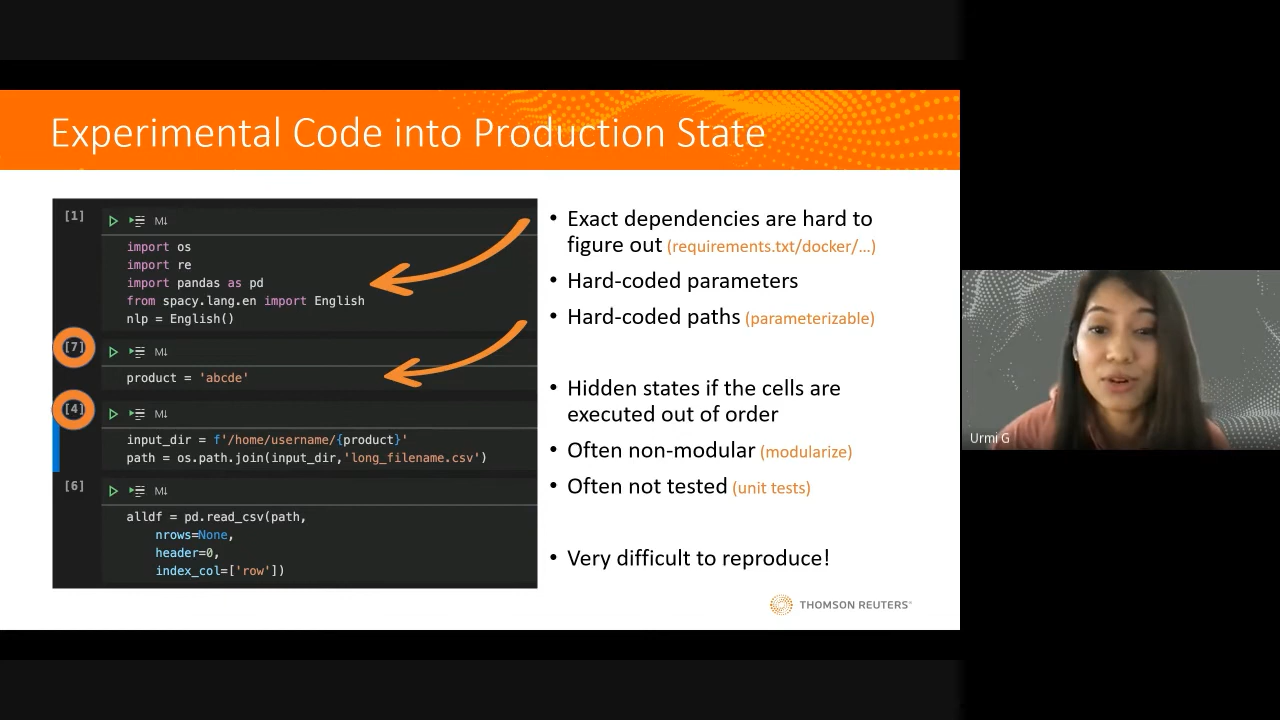 Experimental Code into Production State
[1]
M↓
import os
import re
import pandas as pd
from spacy.lang.en import English
nlp = English()
[7]
M↓
product = 'abcde'
[4]
M↓
input_dir = f'/home/username/{product}'
path = os.path.join(input_dir,'long_filename.csv')
[6]
M↓
alldf = pd.read_csv(path,
nrows=None,
header=0,
index_col=['row'])
• Exact dependencies are hard to
figure out (requirements.txt/docker/...)
• Hard-coded parameters
• Hard-coded paths (parameterizable)
• Hidden states if the cells are
executed out of order
• Often non-modular (modularize)
• Often not tested (unit tests)
• Very difficult to reproduce!
THOMSON REUTERS®
Urmi G